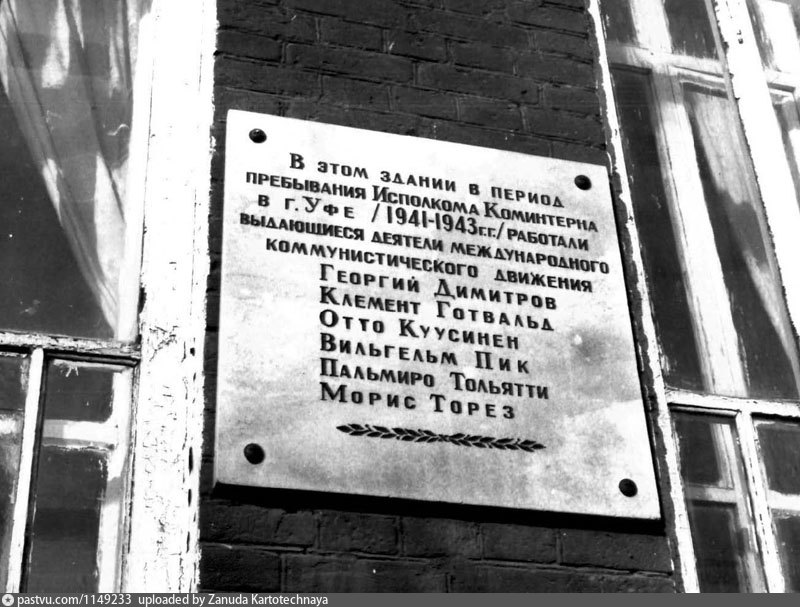 В ЭТОМ ЗДАНИИ В ПЕРИОД
ПРЕБЫВАНИЯ ИСПОЛКОМА КОМИНТЕРНА
В Г. УФЕ /1941-1943 г.г./ РАБОТАЛИ
ВЫДАЮЩИЕСЯ ДЕЯТЕЛИ МЕЖДУНАРОДНОГО
КОММУНИСТИЧЕСКОГО ДВИЖЕНИЯ
ГЕОРГИЙ ДИМИТРОВ
КЛЕМЕНТ ГОТВАЛЬД
ОТТО КУУСИНЕН
ВИЛЬГЕЛЬМ ПИК
ПАЛЬМИРО ТОЛЬЯТТИ
МОРИС ТОРЕЗ
pastvu.com/1149233 uploaded by Zanuda Kartotechnaya